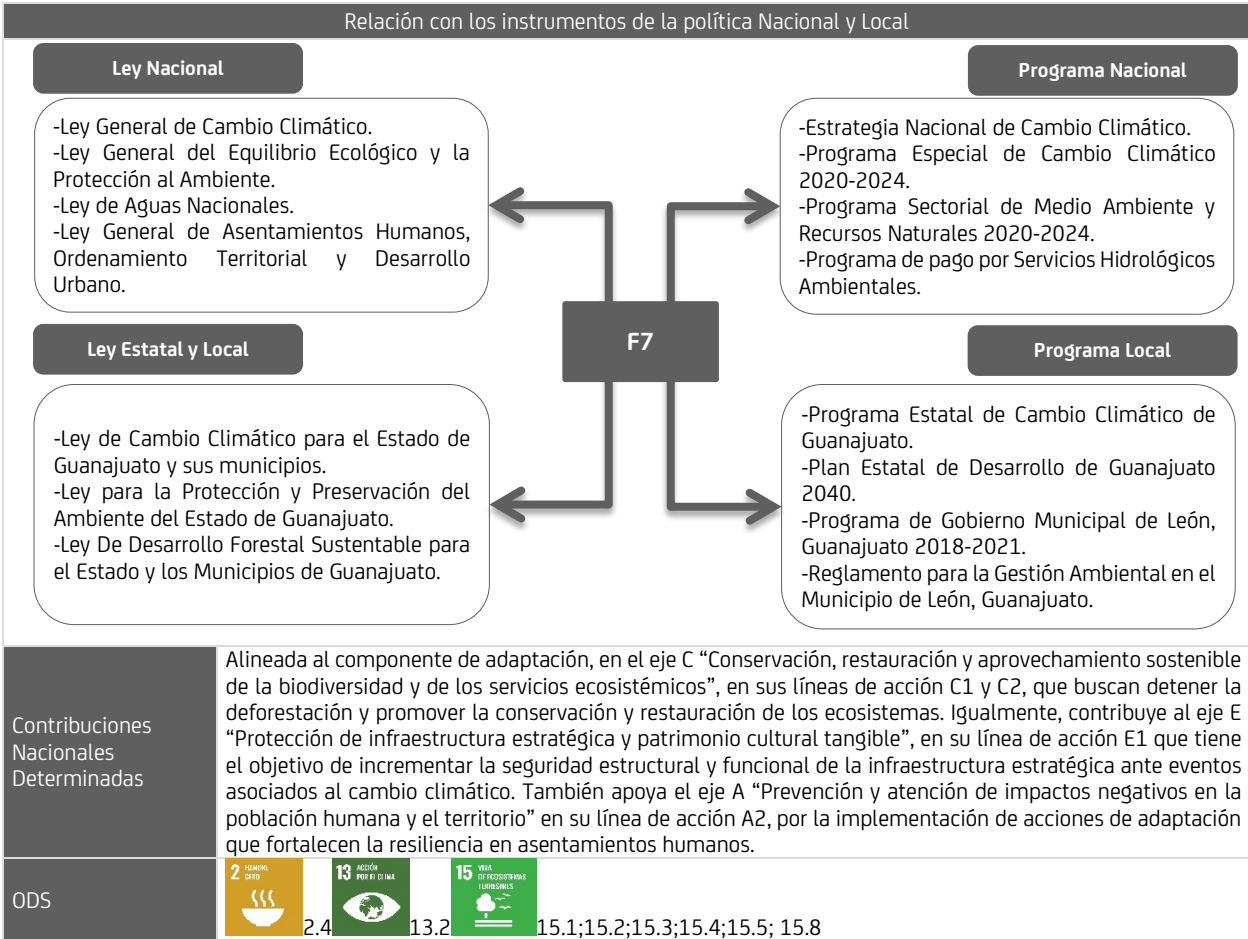 Relación con los instrumentos de la política Nacional y Local
Ley Nacional
-Ley General de Cambio Climático.
-Ley General del Equilibrio Ecológico y la
Protección al Ambiente.
-Ley de Aguas Nacionales.
-Ley General de Asentamientos Humanos,
Ordenamiento Territorial y Desarrollo
Urbano.
Programa Nacional
-Estrategia Nacional de Cambio Climático.
-Programa Especial de Cambio Climático
2020-2024.
-Programa Sectorial de Medio Ambiente y
Recursos Naturales 2020-2024.
-Programa de pago por Servicios Hidrológicos
Ambientales.
F7
Ley Estatal y Local
-Ley de Cambio Climático para el Estado de
Guanajuato y sus municipios.
-Ley para la Protección y Preservación del
Ambiente del Estado de Guanajuato.
-Ley De Desarrollo Forestal Sustentable para
el Estado y los Municipios de Guanajuato.
Programa Local
-Programa Estatal de Cambio Climático de
Guanajuato.
-Plan Estatal de Desarrollo de Guanajuato
2040.
-Programa de Gobierno Municipal de León,
Guanajuato 2018-2021.
-Reglamento para la Gestión Ambiental en el
Municipio de León, Guanajuato.
Contribuciones
Nacionales
Determinadas
Alineada al componente de adaptación, en el eje C “Conservación, restauración y aprovechamiento sostenible
de la biodiversidad y de los servicios ecosistémicos”, en sus líneas de acción C1 y C2, que buscan detener la
deforestación y promover la conservación y restauración de los ecosistemas. Igualmente, contribuye al eje E
“Protección de infraestructura estratégica y patrimonio cultural tangible”, en su línea de acción E1 que tiene
el objetivo de incrementar la seguridad estructural y funcional de la infraestructura estratégica ante eventos
asociados al cambio climático. También apoya el eje A “Prevención y atención de impactos negativos en la
población humana y el territorio” en su línea de acción A2, por la implementación de acciones de adaptación
que fortalecen la resiliencia en asentamientos humanos.
ODS
2 HAMBRE
CERO
2.4
13 ACCIÓN
POR EL CLIMA
13.2
15 VIDA
DE ECOSISTEMAS
TERRESTRES
15.1;15.2;15.3;15.4;15.5; 15.8